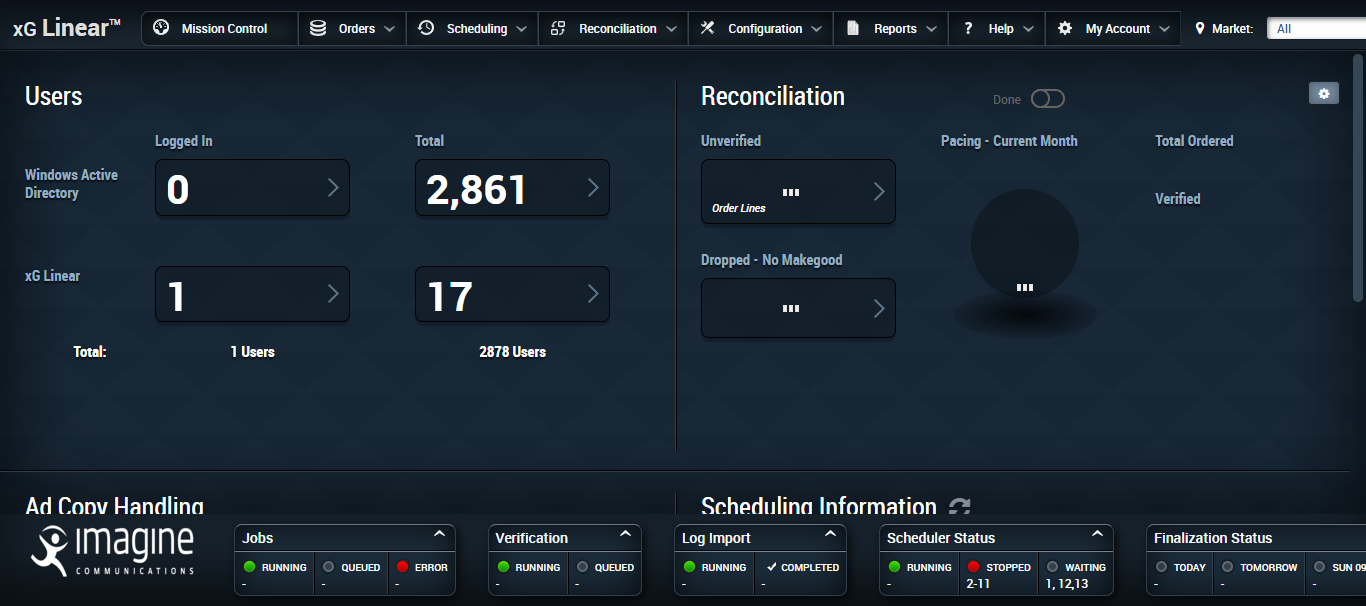 xG Linear™ Mission Control Orders Scheduling Reconciliation Configuration Reports ? Help My Account Market: All
Users
Logged In Total
Windows Active
Directory
0 2,861
xG Linear
1 17
Total: 1 Users 2878 Users
Reconciliation Done
Unverified Pacing - Current Month Total Ordered
...
Order Lines
Verified
Dropped - No Makegood
...
...
Ad Copy Handling Scheduling Information
imagine
COMMUNICATIONS
Jobs
RUNNING QUEUED ERROR
- - -
Verification
RUNNING QUEUED
- -
Log Import
RUNNING COMPLETED
- -
Scheduler Status
RUNNING STOPPED WAITING
- 2-11 1, 12,13
Finalization Status
TODAY TOMORROW SUN 09
- - -